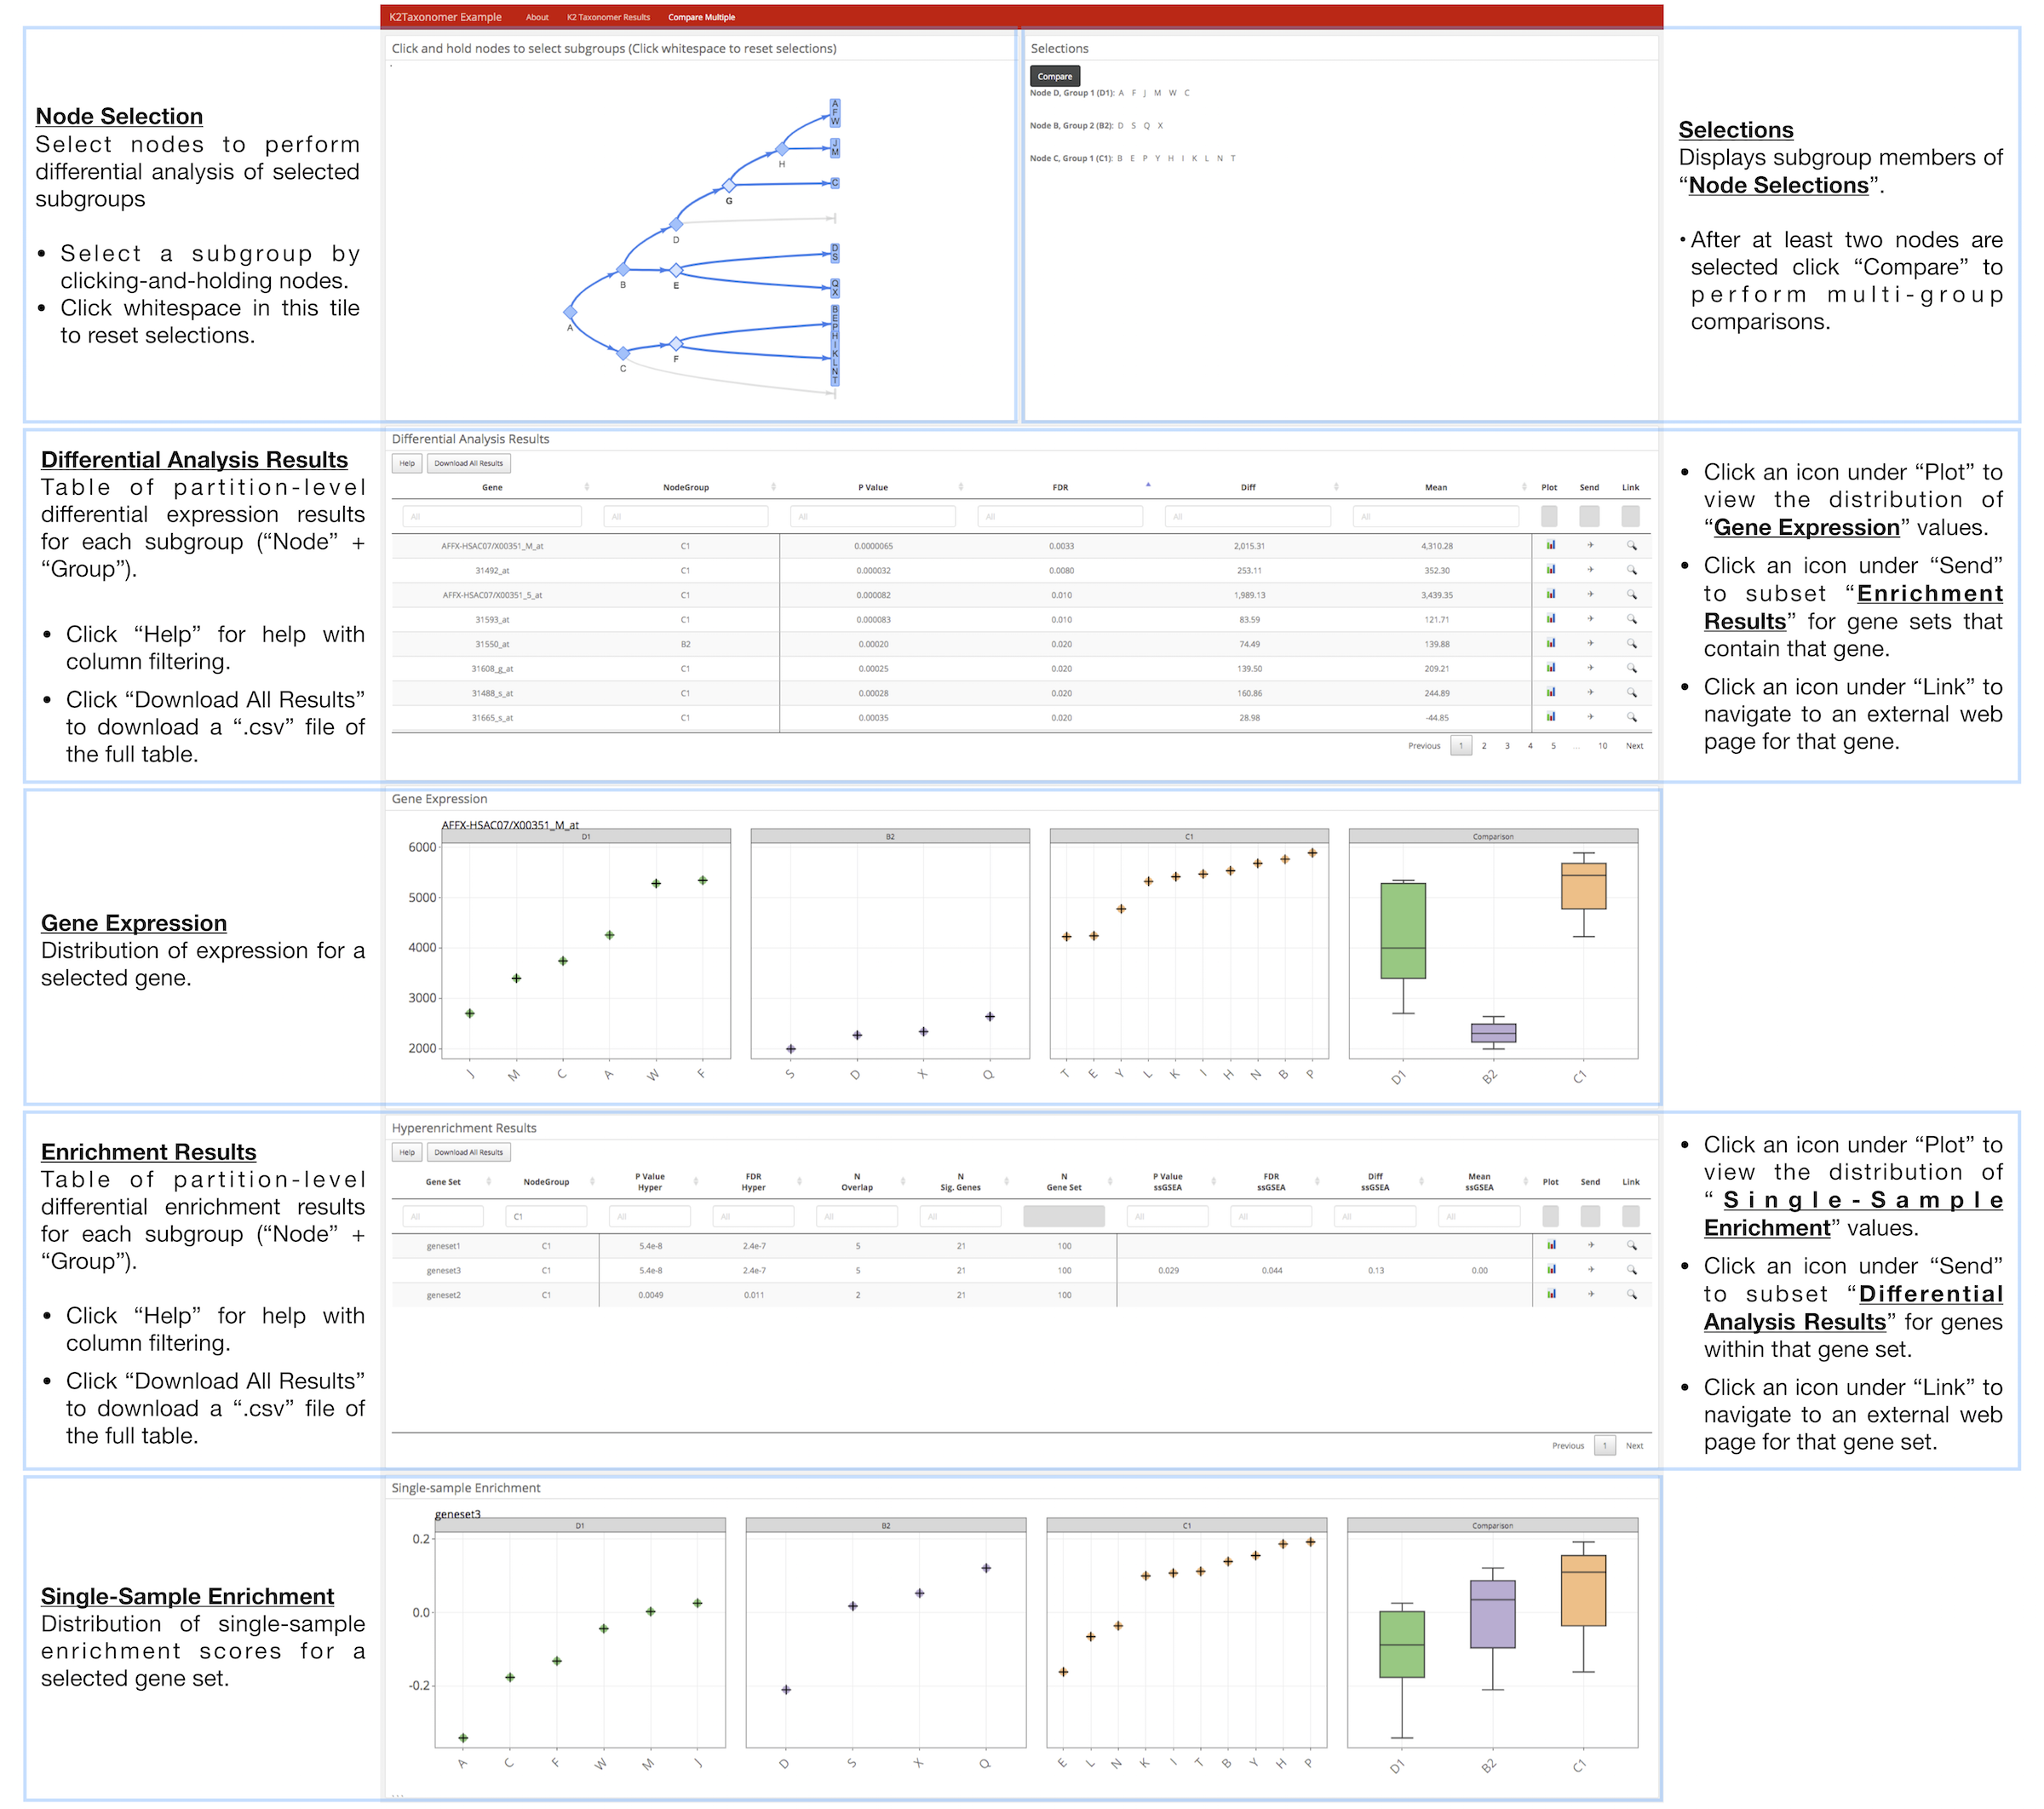 K2Taxonomer Example About K2 Taxonomer Results Compare Multiple
Node Selection
Select nodes to perform
differential analysis of selected
subgroups
• Select a subgroup by
clicking-and-holding nodes.
• Click whitespace in this tile
to reset selections.
Click and hold nodes to select subgroups (Click whitespace to reset selections)
A
F
W
J
M
H
C
G
D
D
S
B
E
Q
X
A
B
E
P
H
I
K
L
N
T
F
C
Selections
Compare
Node D, Group 1 (D1): A F J M W C
Node B, Group 2 (B2): D S Q X
Node C, Group 1 (C1): B E P Y H I K L N T
Selections
Displays subgroup members of
“Node Selections”.
• After at least two nodes are
selected click “Compare” to
perform multi-group
comparisons.
Differential Analysis Results
Table of partition-level
differential expression results
for each subgroup (“Node” +
“Group”).
• Click “Help” for help with
column filtering.
• Click “Download All Results”
to download a “.csv” file of
the full table.
Differential Analysis Results
Help Download All Results
Gene NodeGroup P Value FDR Diff Mean Plot Send Link
All All All All All All
AFFX-HSAC07/X00351_M_at C1 0.0000065 0.0033 2,015.31 4,310.28
31492_at C1 0.000032 0.0080 253.11 352.30
AFFX-HSAC07/X00351_5_at C1 0.000082 0.010 1,989.13 3,439.35
31593_at C1 0.000083 0.010 83.59 121.71
31550_at B2 0.00020 0.020 74.49 139.88
31608_g_at C1 0.00025 0.020 139.50 209.21
31488_s_at C1 0.00028 0.020 160.86 244.89
31665_s_at C1 0.00035 0.020 28.98 -44.85
Previous 1 2 3 4 5 ... 10 Next
• Click an icon under “Plot” to
view the distribution of
“Gene Expression” values.
• Click an icon under “Send”
to subset “Enrichment
Results” for gene sets that
contain that gene.
• Click an icon under “Link” to
navigate to an external web
page for that gene.
Gene Expression
Distribution of expression for a
selected gene.
Gene Expression
AFFX-HSAC07/X00351_M_at
D1 B2 C1 Comparison
6000
5000
4000
3000
2000
J M C A W F S D X Q T E Y L K I H N B P D1 B2 C1
Enrichment Results
Table of partition-level
differential enrichment results
for each subgroup (“Node” +
“Group”).
• Click “Help” for help with
column filtering.
• Click “Download All Results”
to download a “.csv” file of
the full table.
Hyperenrichment Results
Help Download All Results
Gene Set NodeGroup P Value Hyper FDR Hyper N Overlap N Sig. Genes N Gene Set P Value ssGSEA FDR ssGSEA Diff ssGSEA Mean ssGSEA Plot Send Link
All C1 All All All All All All All All
geneset1 C1 5.4e-8 2.4e-7 5 21 100
geneset3 C1 5.4e-8 2.4e-7 5 21 100 0.029 0.044 0.13 0.00
geneset2 C1 0.0049 0.011 2 21 100
Previous 1 Next
• Click an icon under “Plot” to
view the distribution of
“Single-Sample
Enrichment” values.
• Click an icon under “Send”
to subset “Differential
Analysis Results” for genes
within that gene set.
• Click an icon under “Link” to
navigate to an external web
page for that gene set.
Single-Sample Enrichment
Distribution of single-sample
enrichment scores for a
selected gene set.
Single-sample Enrichment
geneset3
D1 B2 C1 Comparison
0.2
0.0
-0.2
A C F W M J D S X Q E L N K I T B Y H P D1 B2 C1
...